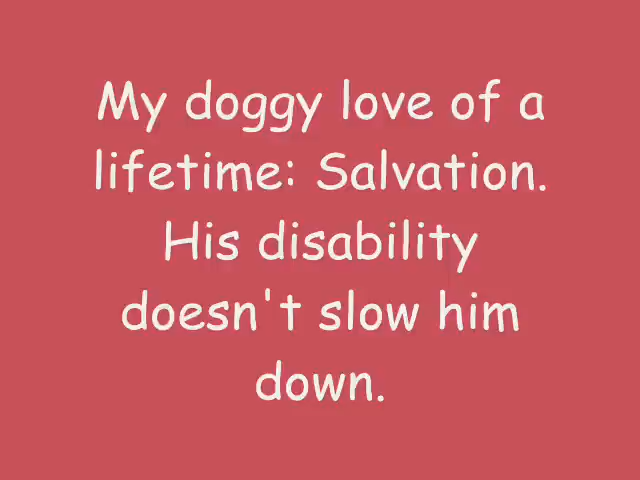 My doggy love of a
lifetime: Salvation.
His disability
doesn't slow him
down.